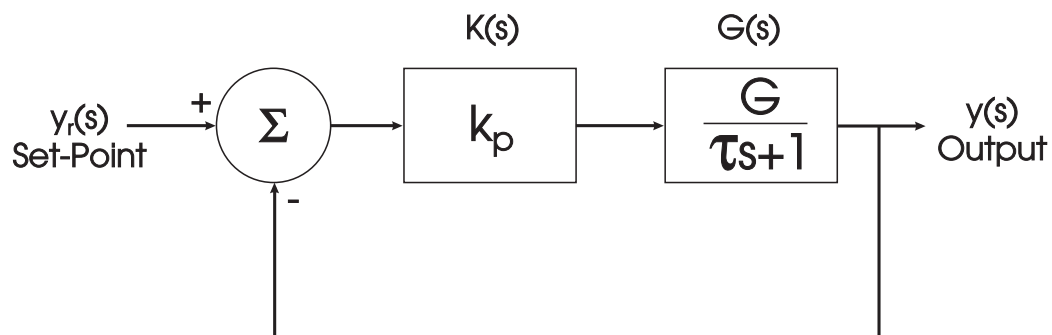 K(s)
G(s)
+
y_r(s)
Set-Point
Σ
k_p
G
τs+1
y(s)
Output
-